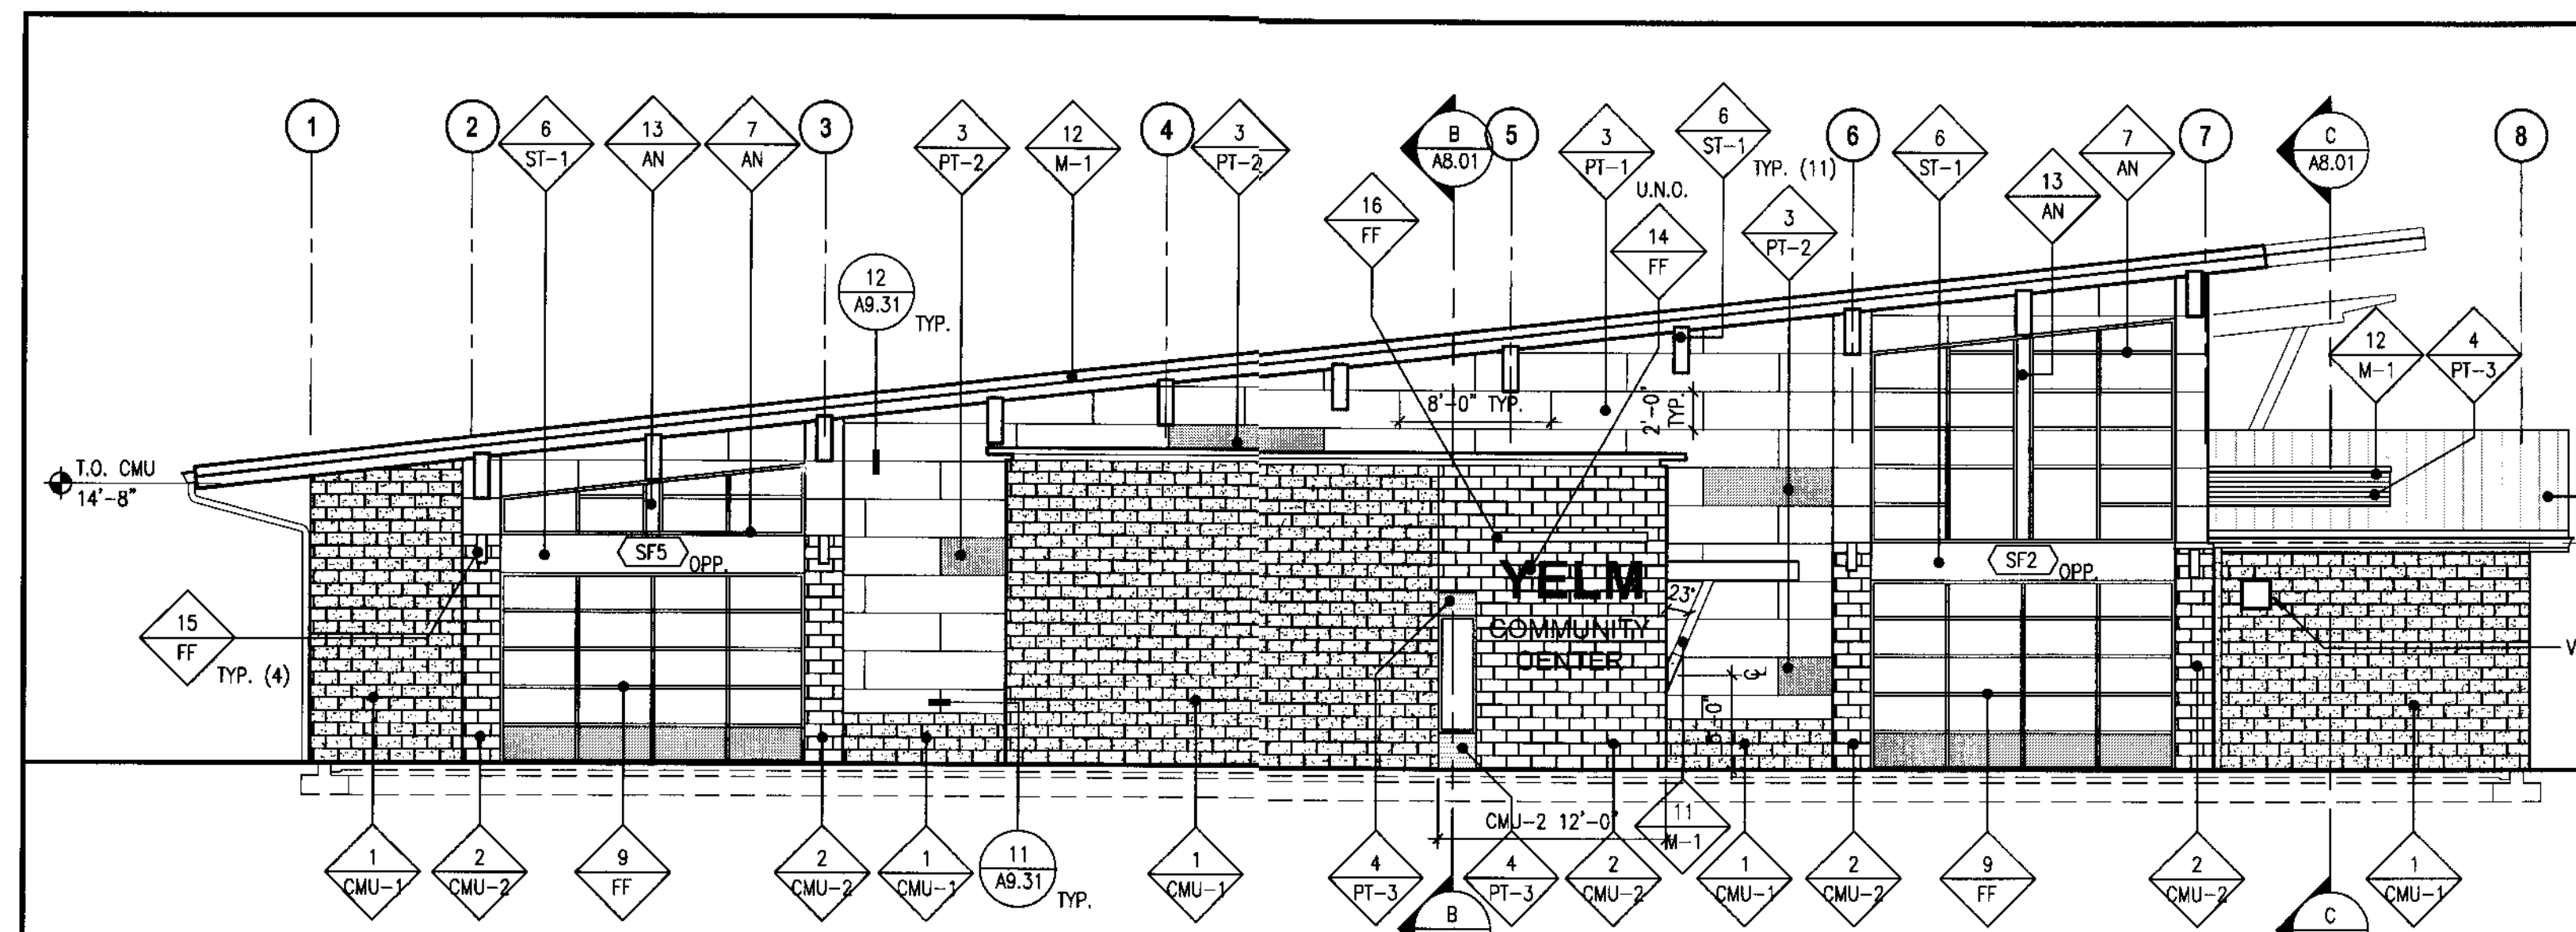 1
2
6
ST-1
13
AN
7
AN
3
3
PT-2
12
M-1
4
3
PT-2
B
A8.01
5
3
PT-1
6
ST-1
TYP. (11)
6
6
ST-1
13
AN
7
AN
7
C
A8.01
8
16
FF
U.N.O.
14
FF
3
PT-2
12
A9.31
TYP.
12
M-1
4
PT-3
8'-0" TYP.
2'-0"
TYP.
T.O. CMU
14'-8"
SF5
OPP.
SF2
OPP.
YELM
COMMUNITY
CENTER
23°
15
FF
TYP. (4)
V
CMU-2 12'-0"
11
M-1
1
CMU-1
2
CMU-2
9
FF
2
CMU-2
1
CMU-1
11
A9.31
TYP.
1
CMU-1
4
PT-3
4
PT-3
2
CMU-2
1
CMU-1
2
CMU-2
9
FF
2
CMU-2
1
CMU-1
B
C